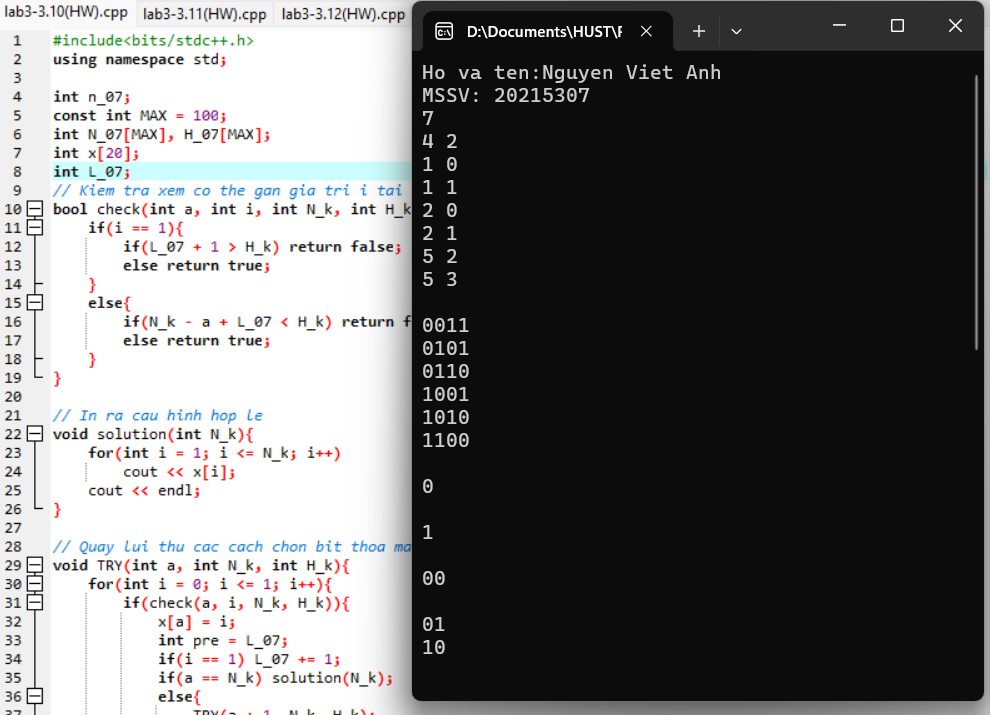 lab3-3.10(HW).cpp lab3-3.11(HW).cpp lab3-3.12(HW).cpp
1 #include<bits/stdc++.h>
2 using namespace std;
3
4 int n_07;
5 const int MAX = 100;
6 int N_07[MAX], H_07[MAX];
7 int x[20];
8 int L_07;
9 // Kiem tra xem co the gan gia tri i tai
10 bool check(int a, int i, int N_k, int H_k
11 if(i == 1){
12 if(L_07 + 1 > H_k) return false;
13 else return true;
14 }
15 else{
16 if(N_k - a + L_07 < H_k) return f
17 else return true;
18 }
19 }
20
21 // In ra cau hinh hop le
22 void solution(int N_k){
23 for(int i = 1; i <= N_k; i++)
24 cout << x[i];
25 cout << endl;
26 }
27
28 // Quay lui thu cac cach chon bit thoa ma
29 void TRY(int a, int N_k, int H_k){
30 for(int i = 0; i <= 1; i++){
31 if(check(a, i, N_k, H_k)){
32 x[a] = i;
33 int pre = L_07;
34 if(i == 1) L_07 += 1;
35 if(a == N_k) solution(N_k);
36 else{
37 TRY(a + 1, N_k, H_k);
D:\Documents\HUST\F
Ho va ten:Nguyen Viet Anh
MSSV: 20215307
7
4 2
1 0
1 1
2 0
2 1
5 2
5 3
0011
0101
0110
1001
1010
1100
0
1
00
01
10